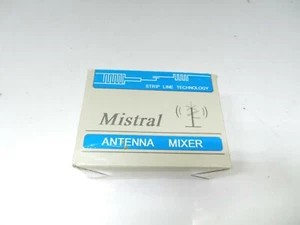 STRIP LINE TECHNOLOGY
Mistral
ANTENNA MIXER